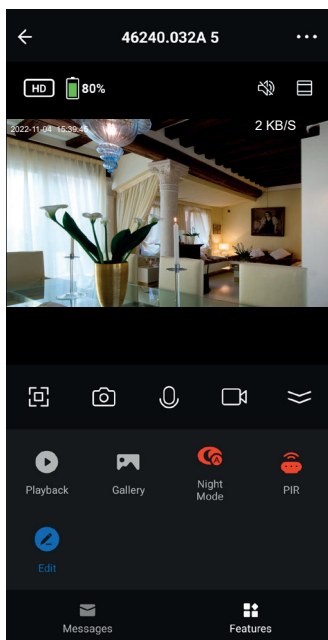 46240.032A 5
HD 80%
2022-11-04 15:39:45 2 KB/S
Playback Gallery Night Mode PIR
Edit
Messages Features